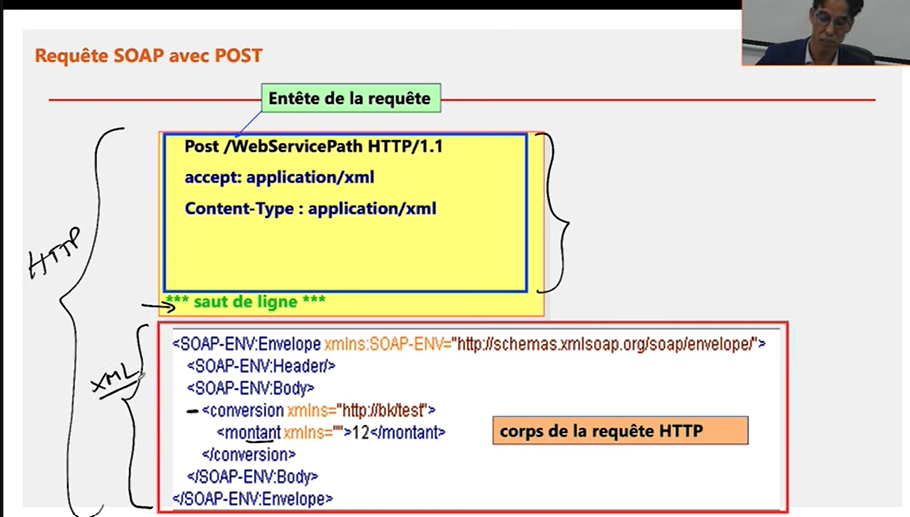 Requête SOAP avec POST
Entête de la requête
Post /WebServicePath HTTP/1.1
accept: application/xml
Content-Type : application/xml
*** saut de ligne ***
HTTP
XML
<SOAP-ENV:Envelope xmlns:SOAP-ENV="http://schemas.xmlsoap.org/soap/envelope/">
<SOAP-ENV:Header/>
<SOAP-ENV:Body>
<conversion xmlns="http://bk/test">
<montant xmlns="">12</montant>
</conversion>
</SOAP-ENV:Body>
</SOAP-ENV:Envelope>
corps de la requête HTTP